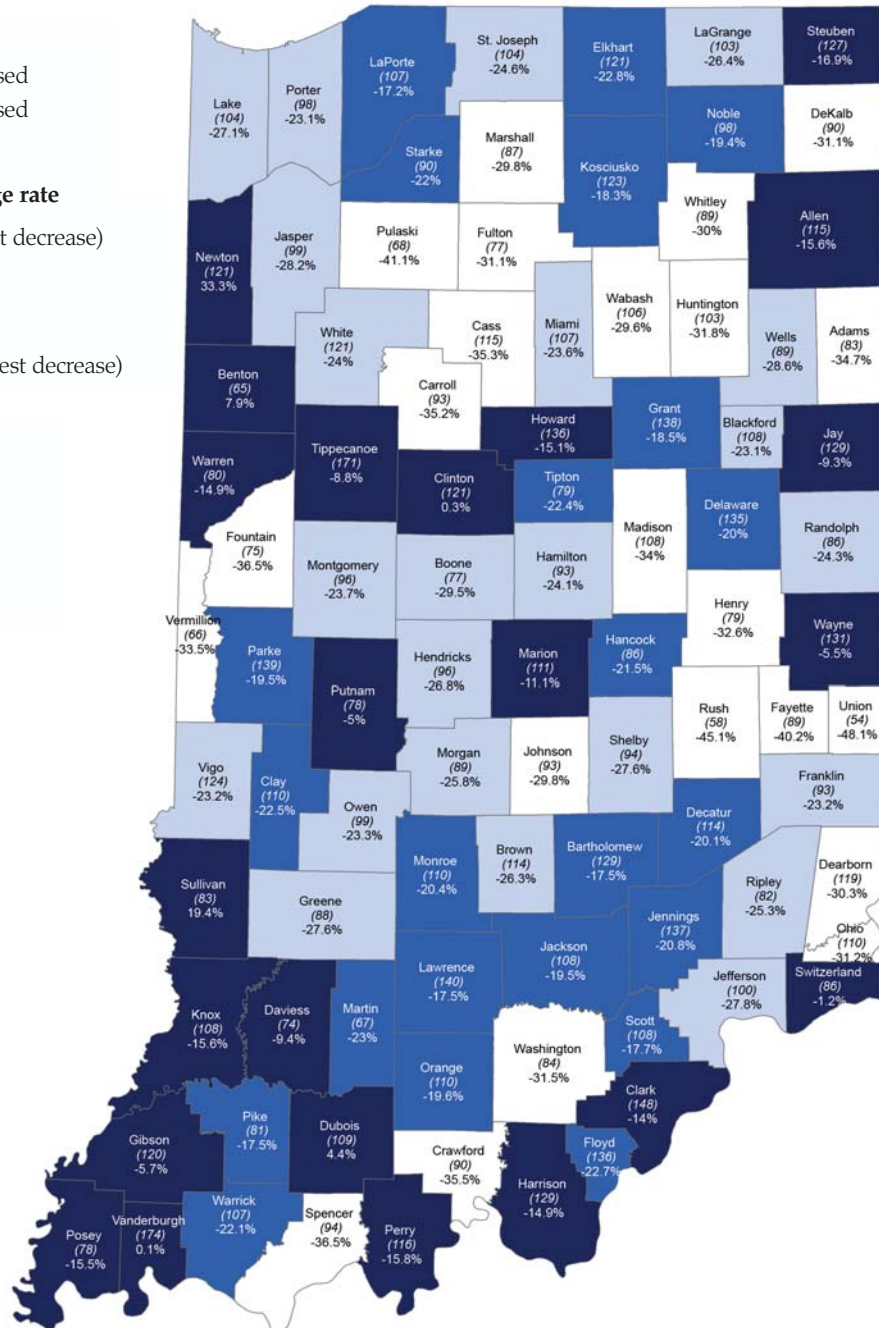 sed
sed
ge rate
t decrease)
est decrease)
LaPorte
(107)
-17.2%
St. Joseph
(104)
-24.6%
Elkhart
(121)
-22.8%
LaGrange
(103)
-26.4%
Steuben
(127)
-16.9%
Lake
(104)
-27.1%
Porter
(98)
-23.1%
Starke
(90)
-22%
Marshall
(87)
-29.8%
Kosciusko
(123)
-18.3%
Noble
(98)
-19.4%
DeKalb
(90)
-31.1%
Newton
(121)
33.3%
Jasper
(99)
-28.2%
Pulaski
(68)
-41.1%
Fulton
(77)
-31.1%
Whitley
(89)
-30%
Allen
(115)
-15.6%
White
(121)
-24%
Cass
(115)
-35.3%
Miami
(107)
-23.6%
Wabash
(106)
-29.6%
Huntington
(103)
-31.8%
Wells
(89)
-28.6%
Adams
(83)
-34.7%
Benton
(65)
7.9%
Carroll
(93)
-35.2%
Warren
(80)
-14.9%
Tippecanoe
(171)
-8.8%
Clinton
(121)
0.3%
Howard
(136)
-15.1%
Tipton
(79)
-22.4%
Grant
(138)
-18.5%
Blackford
(108)
-23.1%
Jay
(129)
-9.3%
Fountain
(75)
-36.5%
Montgomery
(96)
-23.7%
Boone
(77)
-29.5%
Hamilton
(93)
-24.1%
Madison
(108)
-34%
Delaware
(135)
-20%
Randolph
(86)
-24.3%
Vermillion
(66)
-33.5%
Parke
(139)
-19.5%
Putnam
(78)
-5%
Hendricks
(96)
-26.8%
Marion
(111)
-11.1%
Hancock
(86)
-21.5%
Henry
(79)
-32.6%
Wayne
(131)
-5.5%
Vigo
(124)
-23.2%
Clay
(110)
-22.5%
Owen
(99)
-23.3%
Morgan
(89)
-25.8%
Johnson
(93)
-29.8%
Shelby
(94)
-27.6%
Rush
(58)
-45.1%
Fayette
(89)
-40.2%
Union
(54)
-48.1%
Franklin
(93)
-23.2%
Sullivan
(83)
19.4%
Greene
(88)
-27.6%
Monroe
(110)
-20.4%
Brown
(114)
-26.3%
Bartholomew
(129)
-17.5%
Decatur
(114)
-20.1%
Ripley
(82)
-25.3%
Dearborn
(119)
-30.3%
Ohio
(110)
-31.2%
Knox
(108)
-15.6%
Daviess
(74)
-9.4%
Martin
(67)
-23%
Lawrence
(140)
-17.5%
Jackson
(108)
-19.5%
Jennings
(137)
-20.8%
Jefferson
(100)
-27.8%
Switzerland
(86)
-1.2%
Orange
(110)
-19.6%
Washington
(84)
-31.5%
Scott
(108)
-17.7%
Clark
(148)
-14%
Gibson
(120)
-5.7%
Pike
(81)
-17.5%
Dubois
(109)
4.4%
Crawford
(90)
-35.5%
Harrison
(129)
-14.9%
Floyd
(136)
-22.7%
Posey
(78)
-15.5%
Vanderburgh
(174)
0.1%
Warrick
(107)
-22.1%
Spencer
(94)
-36.5%
Perry
(116)
-15.8%